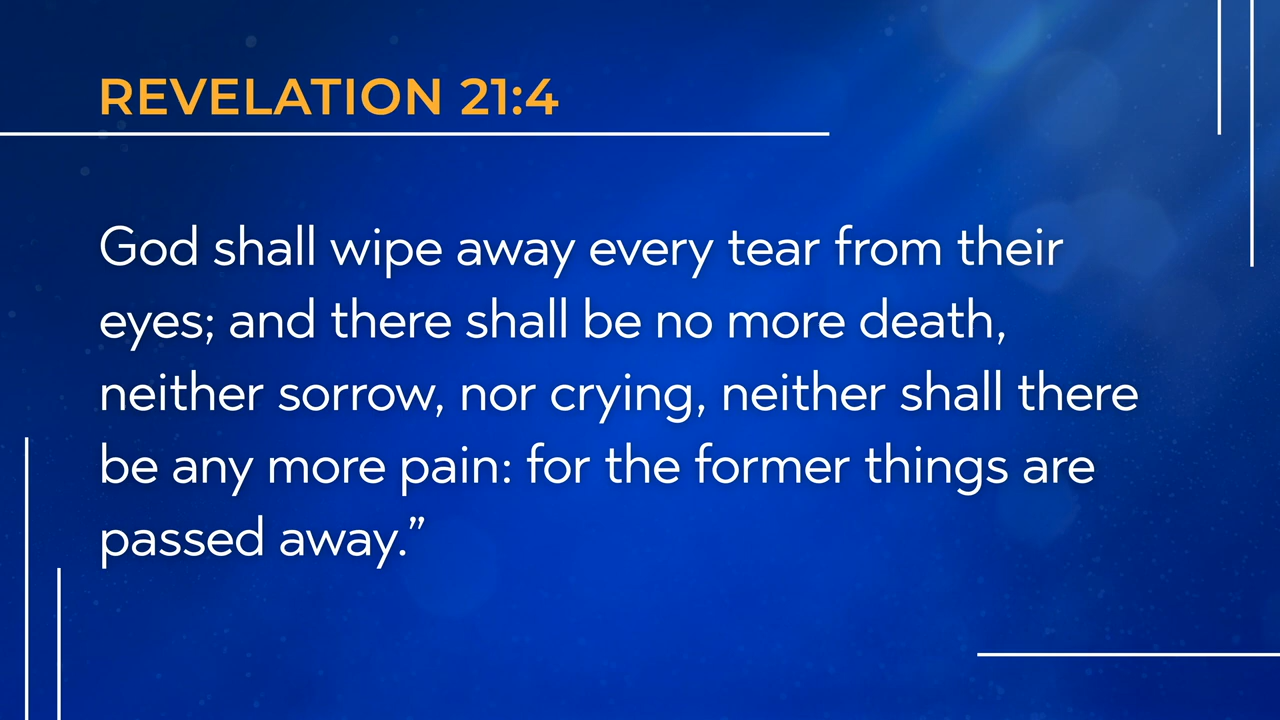 REVELATION 21:4
God shall wipe away every tear from their
eyes; and there shall be no more death,
neither sorrow, nor crying, neither shall there
be any more pain: for the former things are
passed away.”